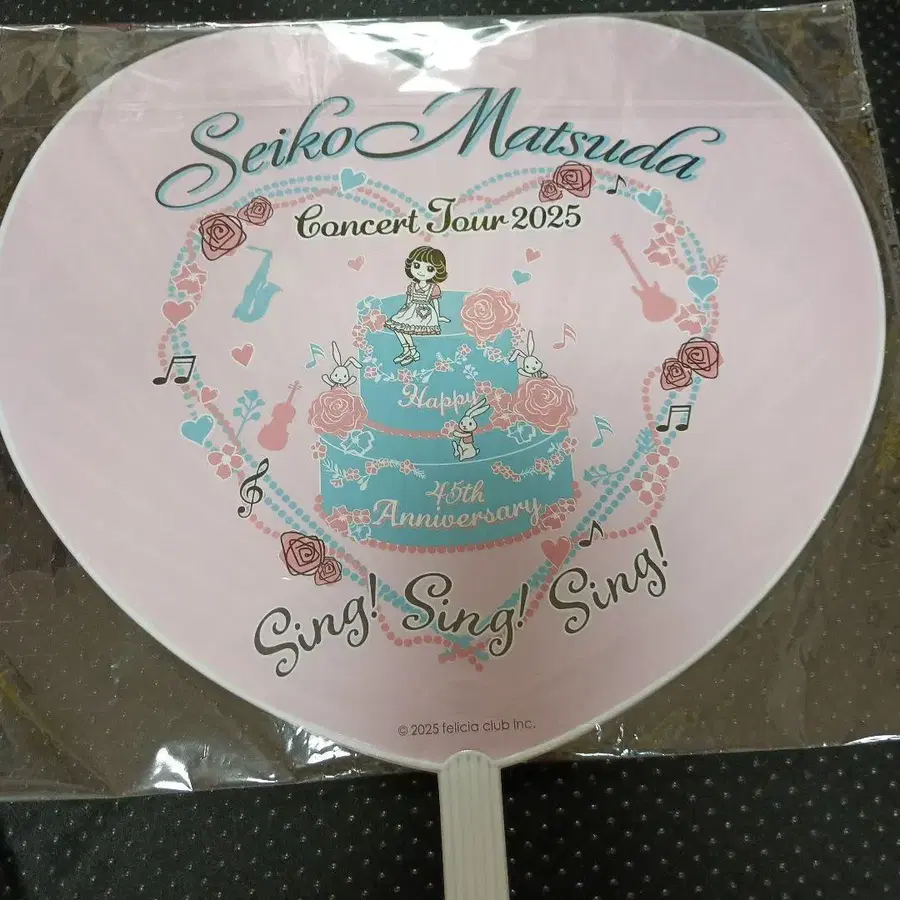 Seiko Matsuda
Concert Tour 2025
Happy
45th
Anniversary
Sing! Sing! Sing!
© 2025 felicia club Inc.